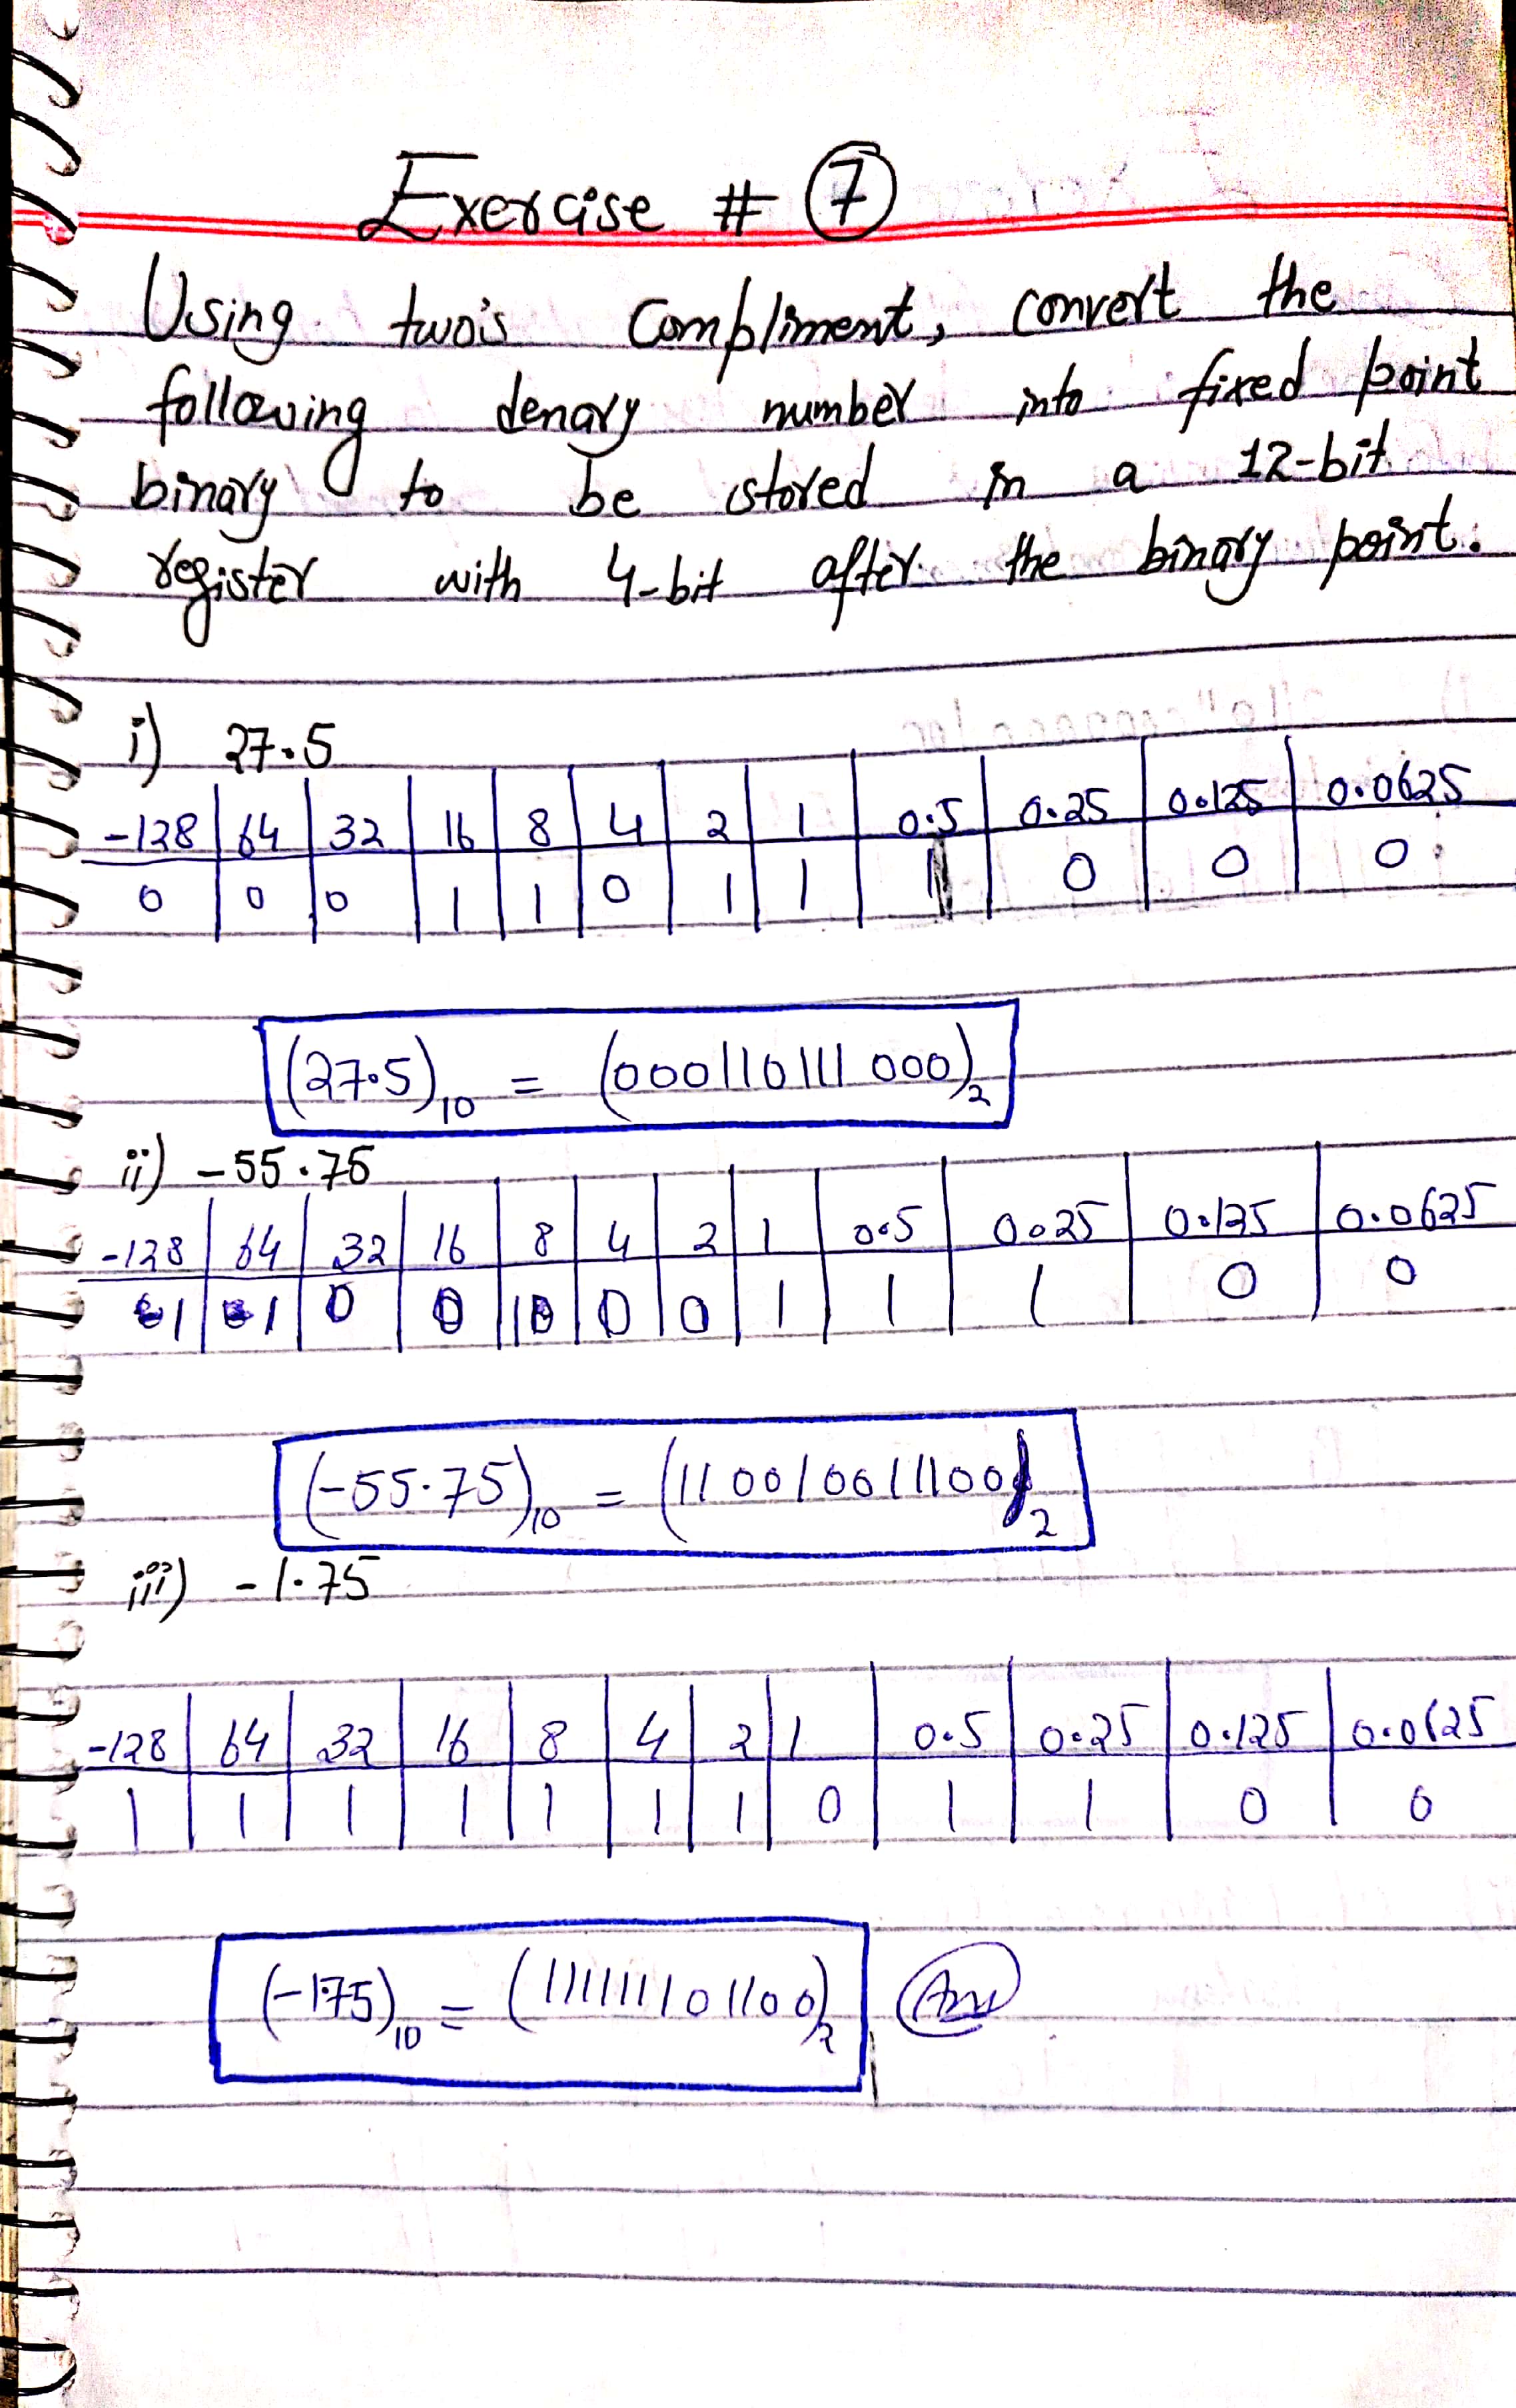 Exercise # 7
Using two's Compliment, convert the
following denary number into fixed point
binary to be stored in a 12-bit
register with 4-bit after the binary point.
i) 27.5
-128 64 32 16 8 4 2 1 0.5 0.25 0.125 0.0625
0 0 0 1 1 0 1 1 1 0 0 0
(27.5)10 = (000110111000)2
ii) -55.75
-128 64 32 16 8 4 2 1 0.5 0.25 0.125 0.0625
1 1 0 0 1 0 0 1 1 1 0 0
(-55.75)10 = (110010011100)2
iii) -1.75
-128 64 32 16 8 4 2 1 0.5 0.25 0.125 0.0625
1 1 1 1 1 1 1 0 1 1 0 0
(-1.75)10 = (111111101100)2 Ans